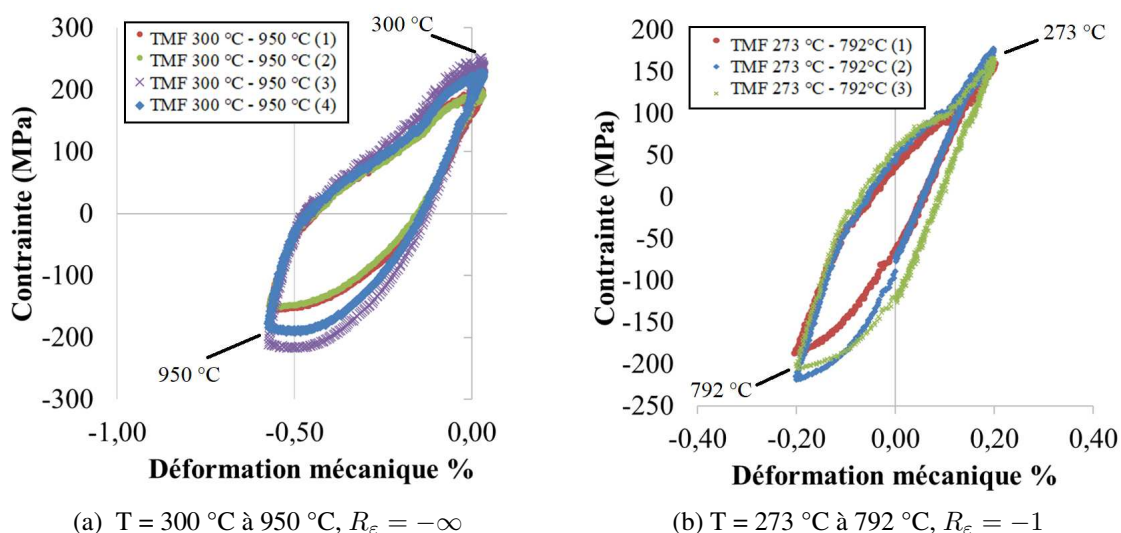 300
200
100
0
-100
-200
-300
-1,00
-0,50
0,00
Contrainte (MPa)
Déformation mécanique %
TMF 300 °C - 950 °C (1)
TMF 300 °C - 950 °C (2)
TMF 300 °C - 950 °C (3)
TMF 300 °C - 950 °C (4)
300 °C
950 °C
(a) T = 300 °C à 950 °C, Rε = −∞
200
150
100
50
0
-50
-100
-150
-200
-250
-0,40
-0,20
0,00
0,20
0,40
Contrainte (MPa)
Déformation mécanique %
TMF 273 °C - 792°C (1)
TMF 273 °C - 792°C (2)
TMF 273 °C - 792°C (3)
273 °C
792 °C
(b) T = 273 °C à 792 °C, Rε = −1